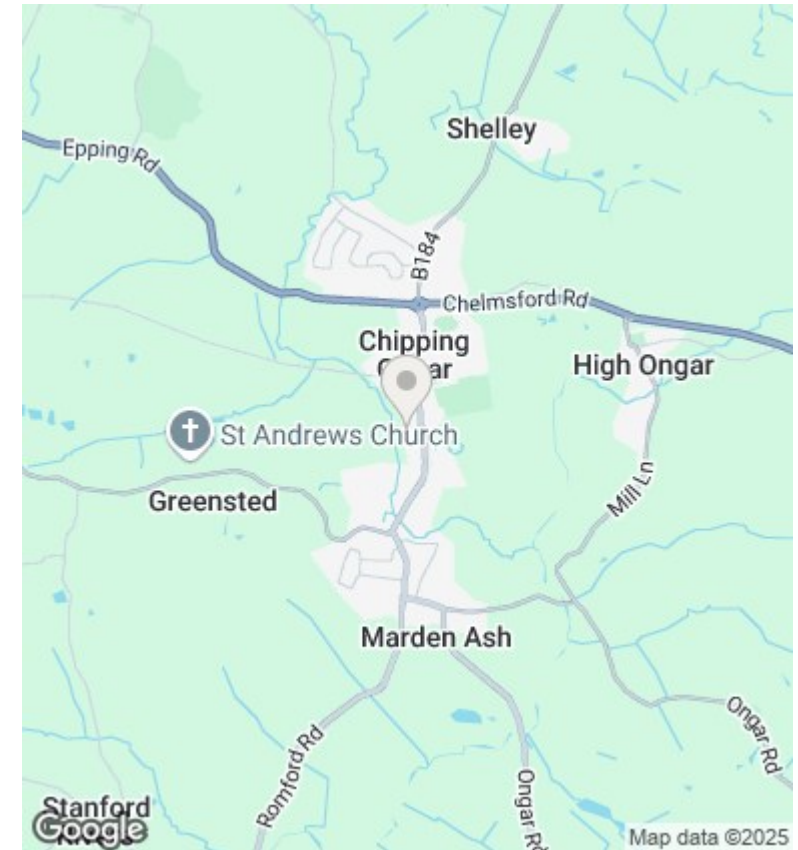 Shelley
Epping Rd
B184
Chelmsford Rd
Chipping
High Ongar
St Andrews Church
Greensted
Mill Ln
Marden Ash
Ongar Rd
Romford Rd
Ongar Rd
Stanford
Google
Map data ©2025